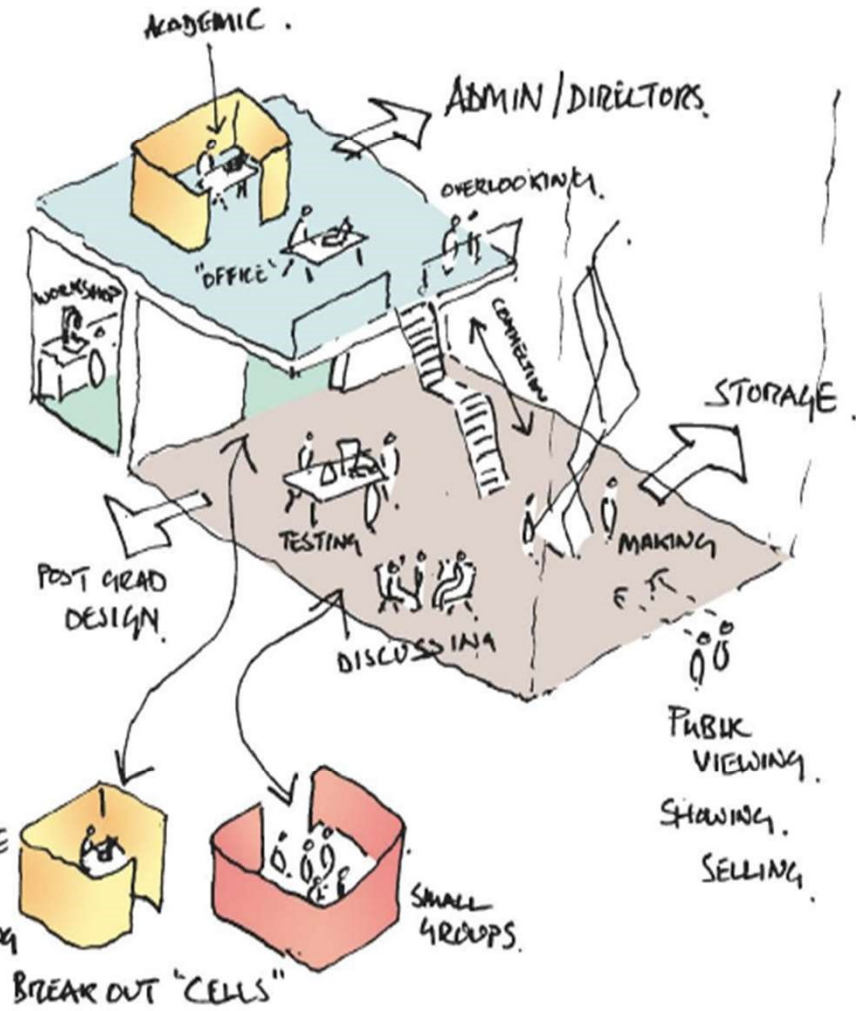 ACADEMIC.
ADMIN/DIRECTORS.
OVERLOOKING.
"OFFICE"
WORKSHOP
CONNECTION
STORAGE.
TESTING
MAKING
POST GRAD
DESIGN.
DISCUSSING
PUBLIC
VIEWING.
SHOWING.
SELLING.
SMALL
GROUPS.
BREAK OUT "CELLS"